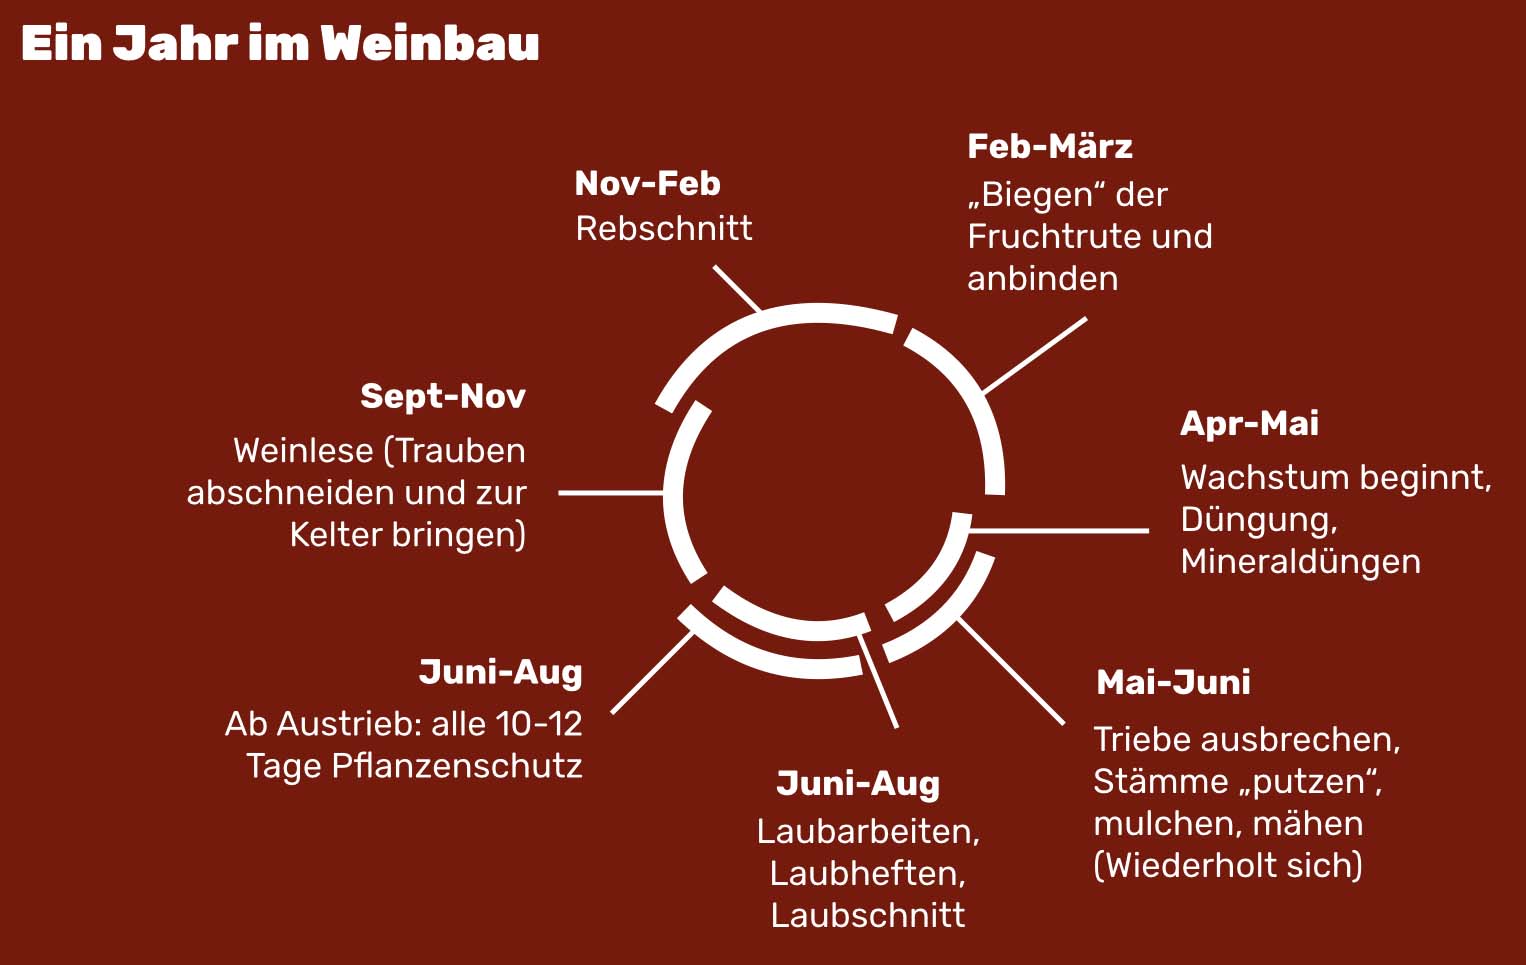 Ein Jahr im Weinbau
Nov-Feb
Rebschnitt
Feb-März
„Biegen“ der
Fruchtrute und
anbinden
Apr-Mai
Wachstum beginnt,
Düngung,
Mineraldüngen
Mai-Juni
Triebe ausbrechen,
Stämme „putzen“,
mulchen, mähen
(Wiederholt sich)
Juni-Aug
Laubarbeiten,
Laubheften,
Laubschnitt
Juni-Aug
Ab Austrieb: alle 10-12
Tage Pflanzenschutz
Sept-Nov
Weinlese (Trauben
abschneiden und zur
Kelter bringen)